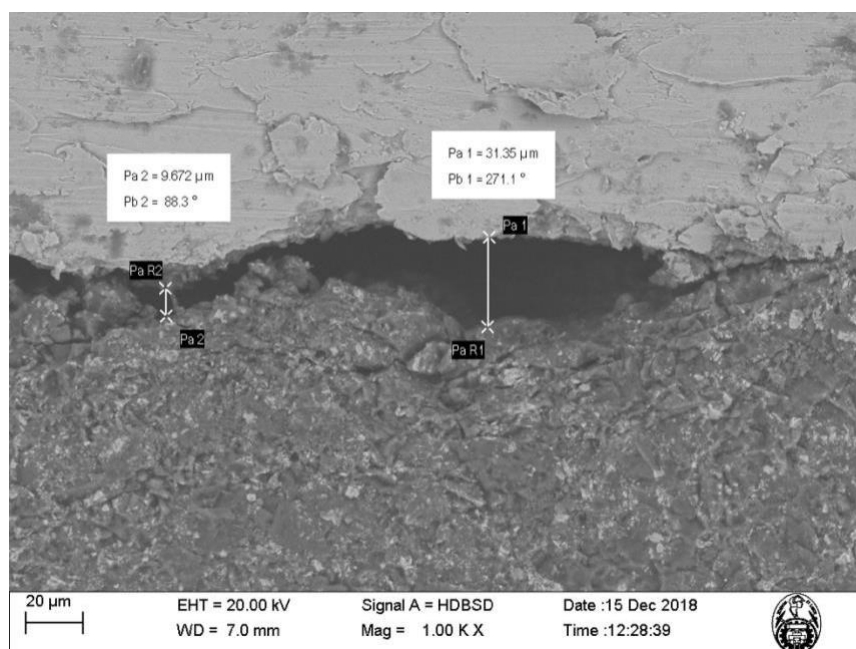 Pa 2 = 9.672 µm
Pb 2 = 88.3 °
Pa 1 = 31.35 µm
Pb 1 = 271.1 °
Pa 1
Pa R2
Pa 2
Pa R1
20 µm
EHT = 20.00 kV
Signal A = HDBSD
Date :15 Dec 2018
WD = 7.0 mm
Mag = 1.00 K X
Time :12:28:39